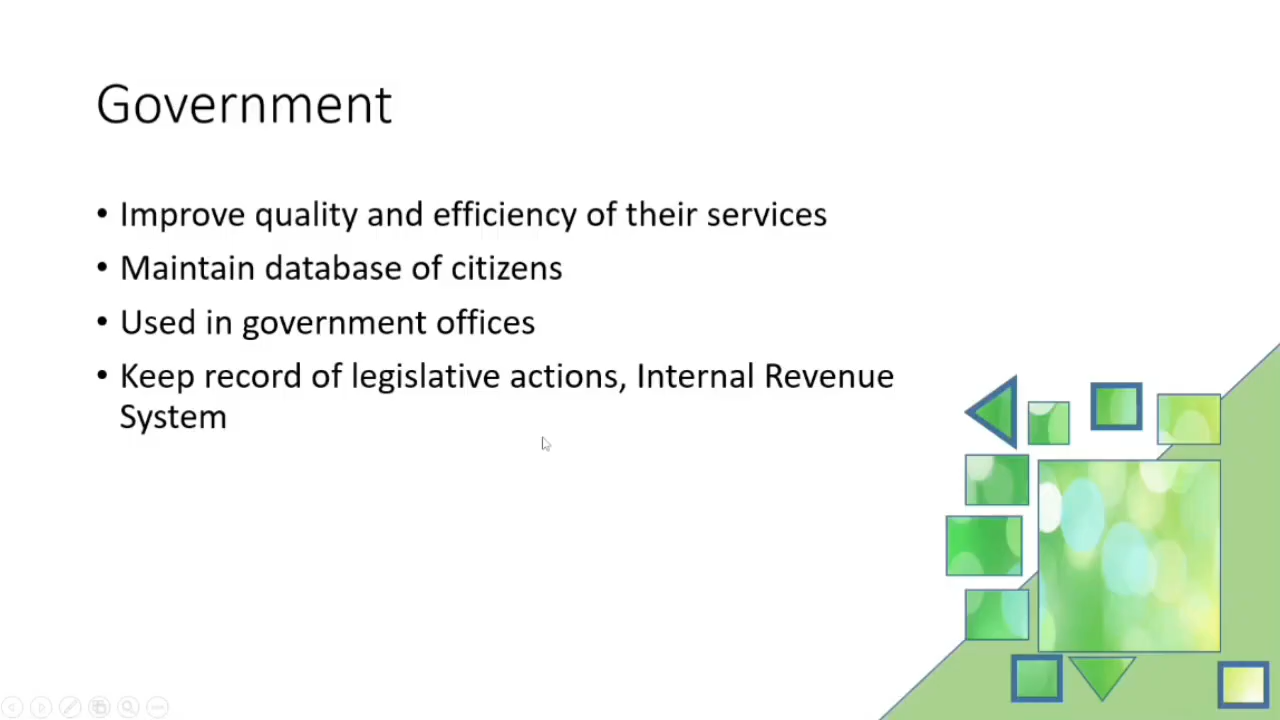 Government
• Improve quality and efficiency of their services
• Maintain database of citizens
• Used in government offices
• Keep record of legislative actions, Internal Revenue
System